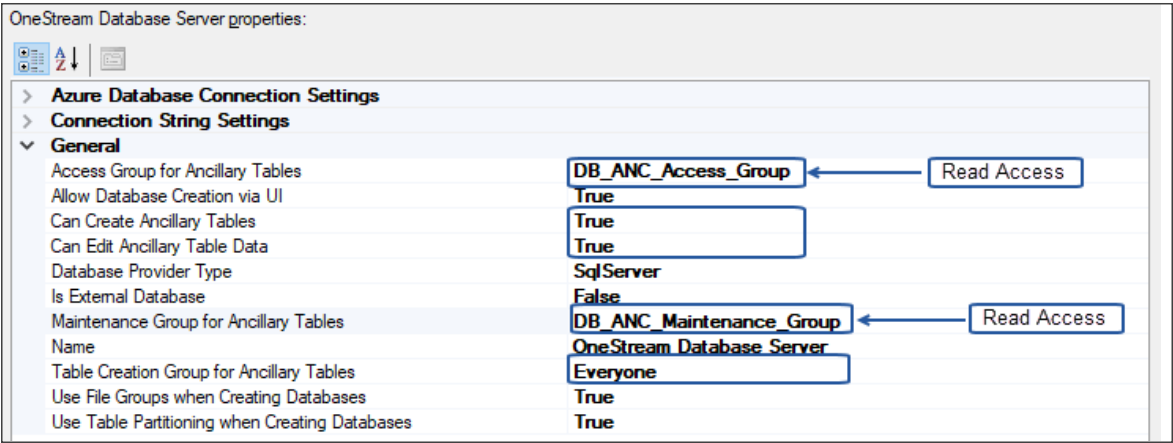 OneStream Database Server properties:
Azure Database Connection Settings
Connection String Settings
General
Access Group for Ancillary Tables DB_ANC_Access_Group Read Access
Allow Database Creation via UI True
Can Create Ancillary Tables True
Can Edit Ancillary Table Data True
Database Provider Type SqlServer
Is External Database False
Maintenance Group for Ancillary Tables DB_ANC_Maintenance_Group Read Access
Name OneStream Database Server
Table Creation Group for Ancillary Tables Everyone
Use File Groups when Creating Databases True
Use Table Partitioning when Creating Databases True